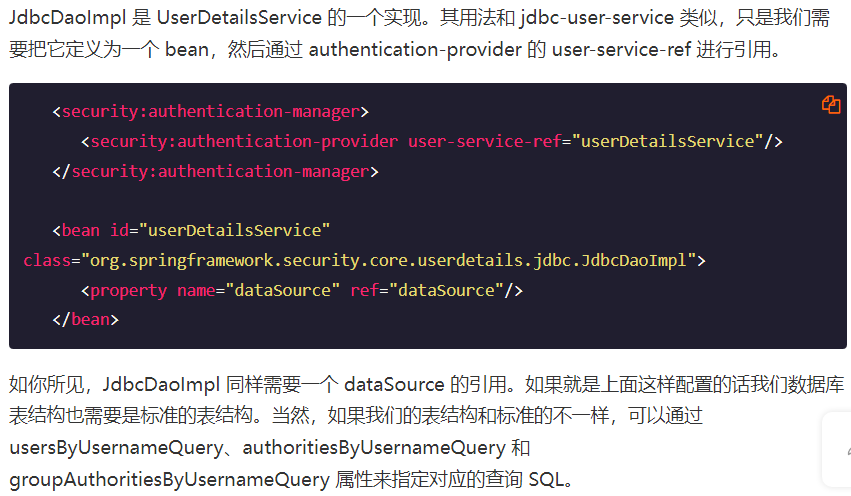 JdbcDaoImpl 是 UserDetailsService 的一个实现。其用法和 jdbc-user-service 类似，只是我们需
要把它定义为一个 bean，然后通过 authentication-provider 的 user-service-ref 进行引用。
<security:authentication-manager>
<security:authentication-provider user-service-ref="userDetailsService"/>
</security:authentication-manager>
<bean id="userDetailsService"
class="org.springframework.security.core.userdetails.jdbc.JdbcDaoImpl">
<property name="dataSource" ref="dataSource"/>
</bean>
如你所见，JdbcDaoImpl 同样需要一个 dataSource 的引用。如果就是上面这样配置的话我们数据库
表结构也需要是标准的表结构。当然，如果我们的表结构和标准的不一样，可以通过
usersByUsernameQuery、authoritiesByUsernameQuery 和
groupAuthoritiesByUsernameQuery 属性来指定对应的查询 SQL。